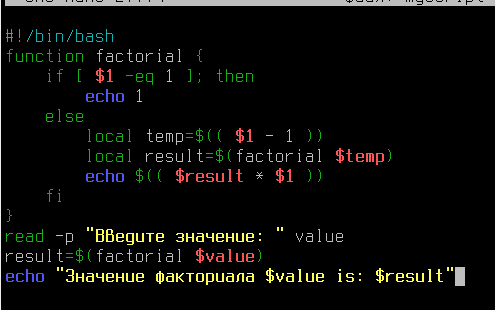 #!/bin/bash
function factorial {
    if [ $1 -eq 1 ]; then
        echo 1
    else
        local temp=$(( $1 - 1 ))
        local result=$(factorial $temp)
        echo $(( $result * $1 ))
    fi
}
read -p "Введите значение: " value
result=$(factorial $value)
echo "Значение факториала $value is: $result"